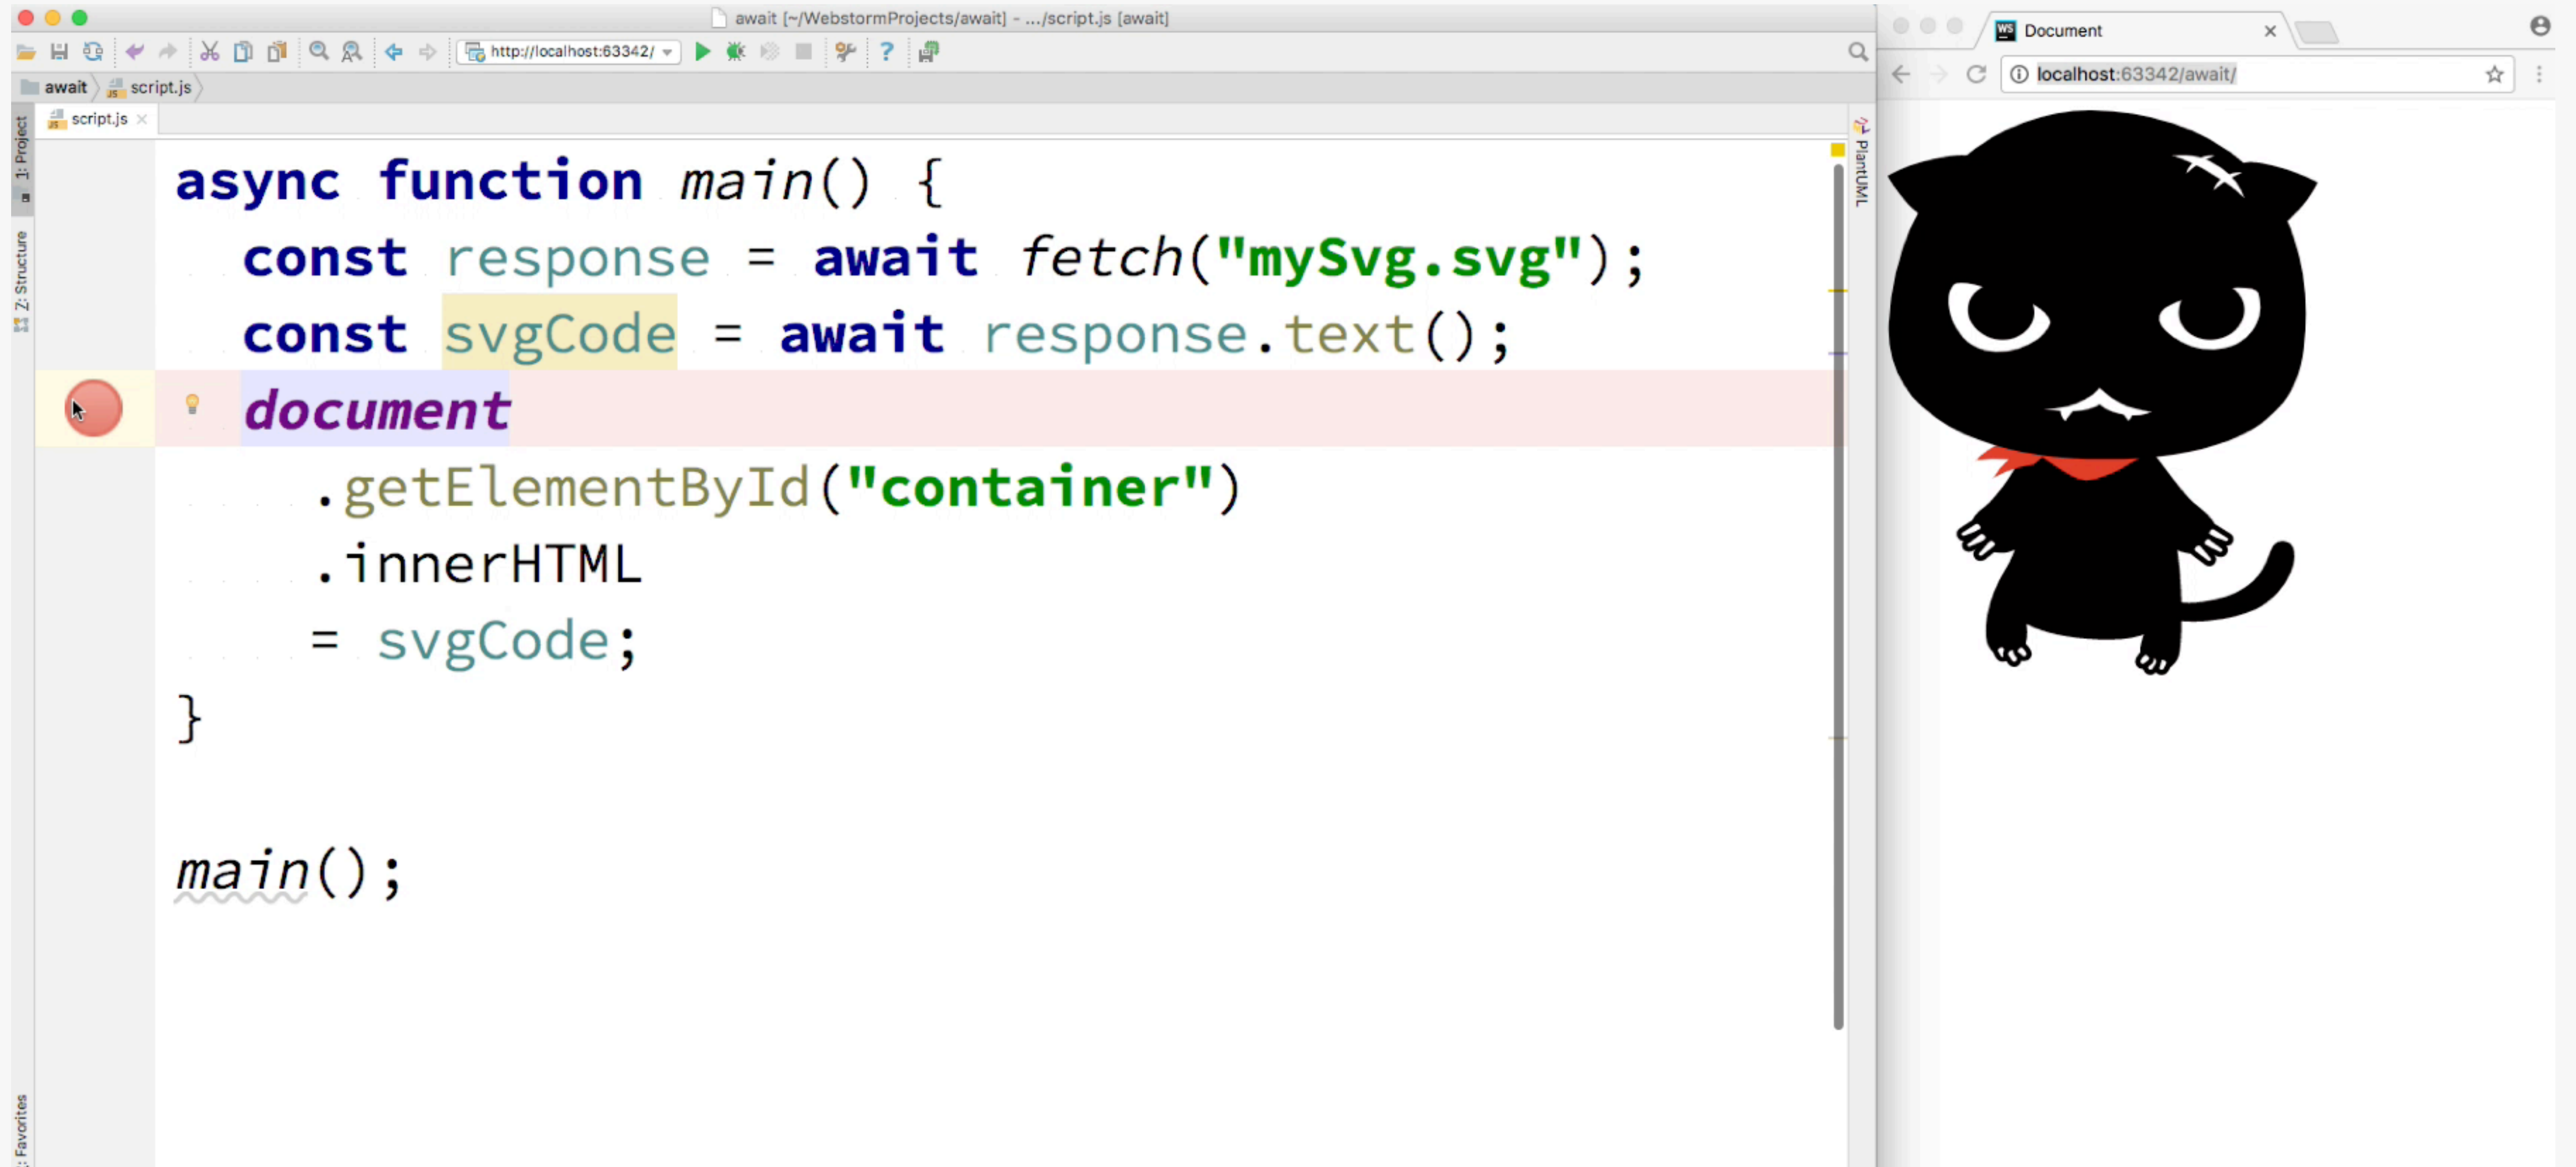 await [~/WebstormProjects/await] - .../script.js [await]
http://localhost:63342/
await
script.js
script.js
1: Project
Z: Structure
: Favorites
async function main() {
const response = await fetch("mySvg.svg");
const svgCode = await response.text();
document
.getElementById("container")
.innerHTML
= svgCode;
}
main();
PlantUML
WS Document
localhost:63342/await/